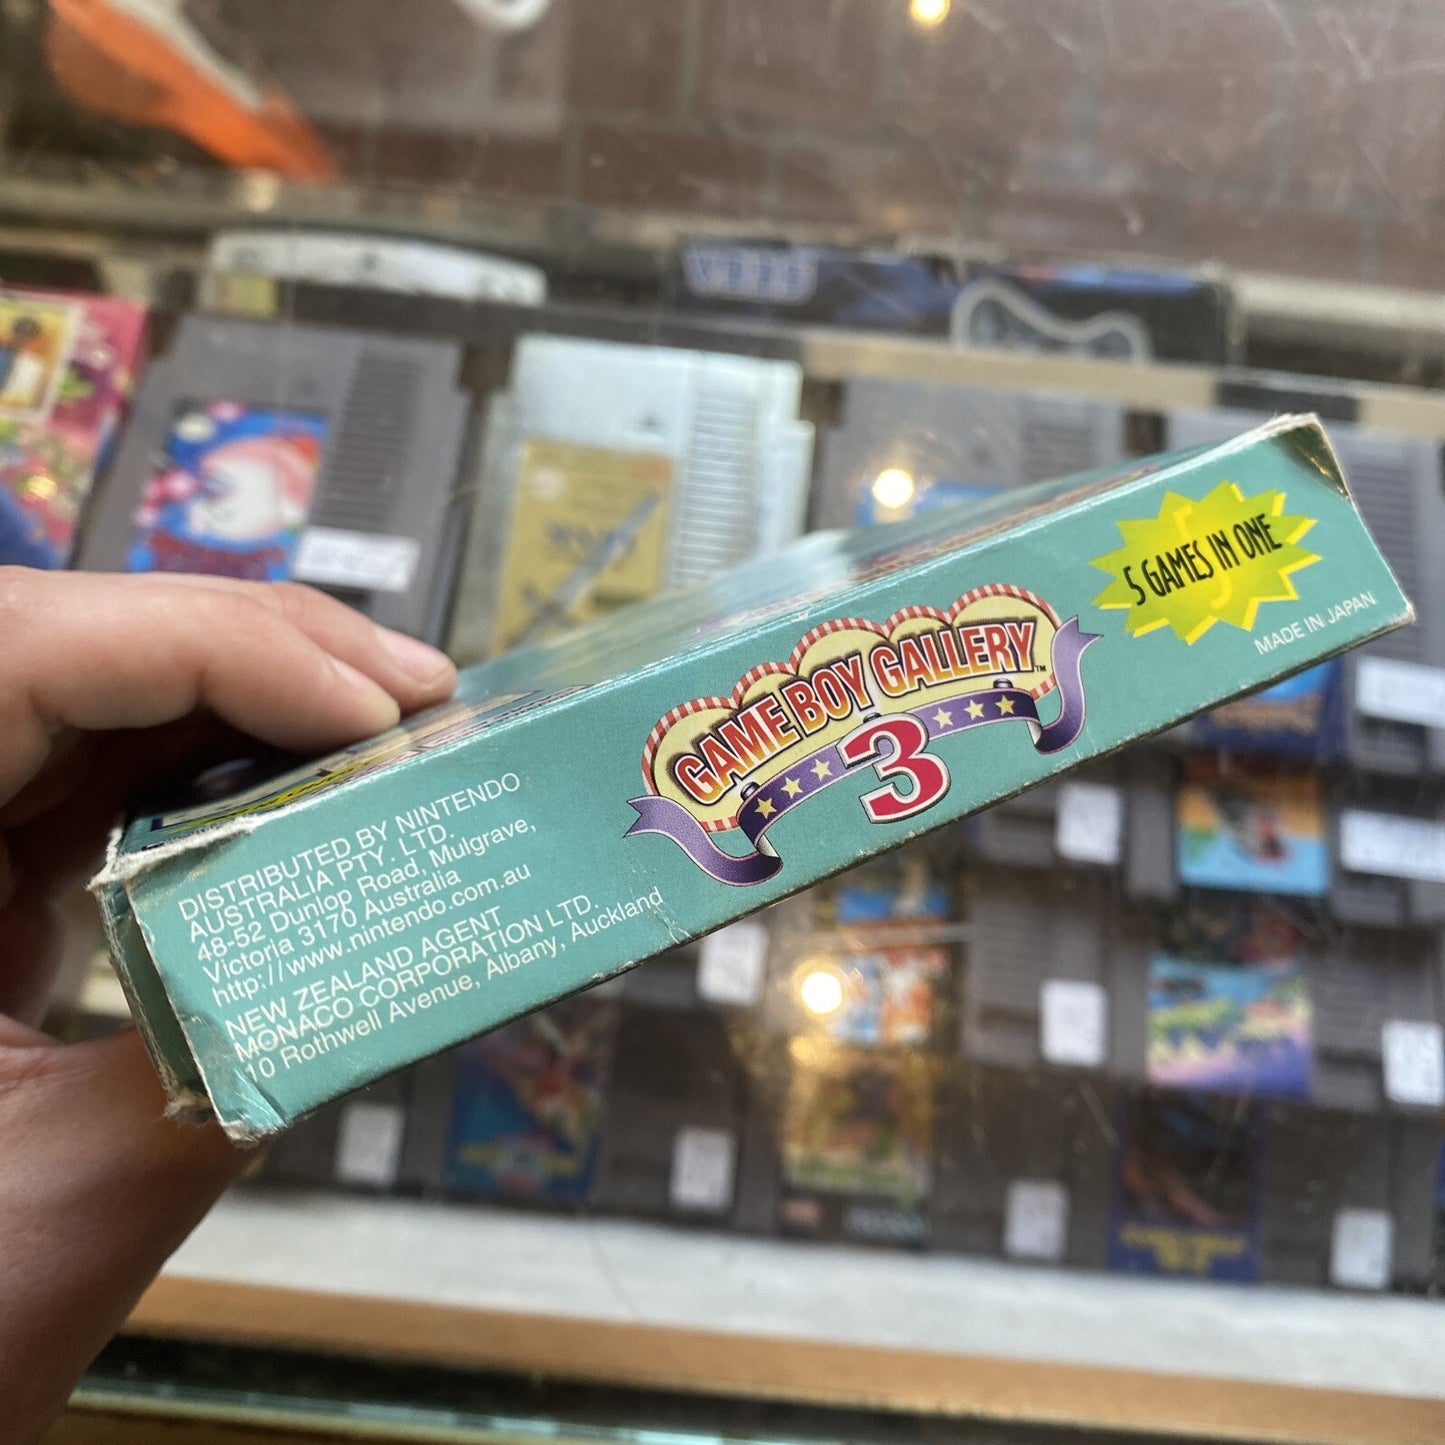 DISTRIBUTED BY NINTENDO
AUSTRALIA PTY. LTD.
48-52 Dunlop Road, Mulgrave,
Victoria 3170 Australia
http://www.nintendo.com.au
NEW ZEALAND AGENT
MONACO CORPORATION LTD.
10 Rothwell Avenue, Albany, Auckland
GAME BOY GALLERY™
3
5 GAMES IN ONE
MADE IN JAPAN